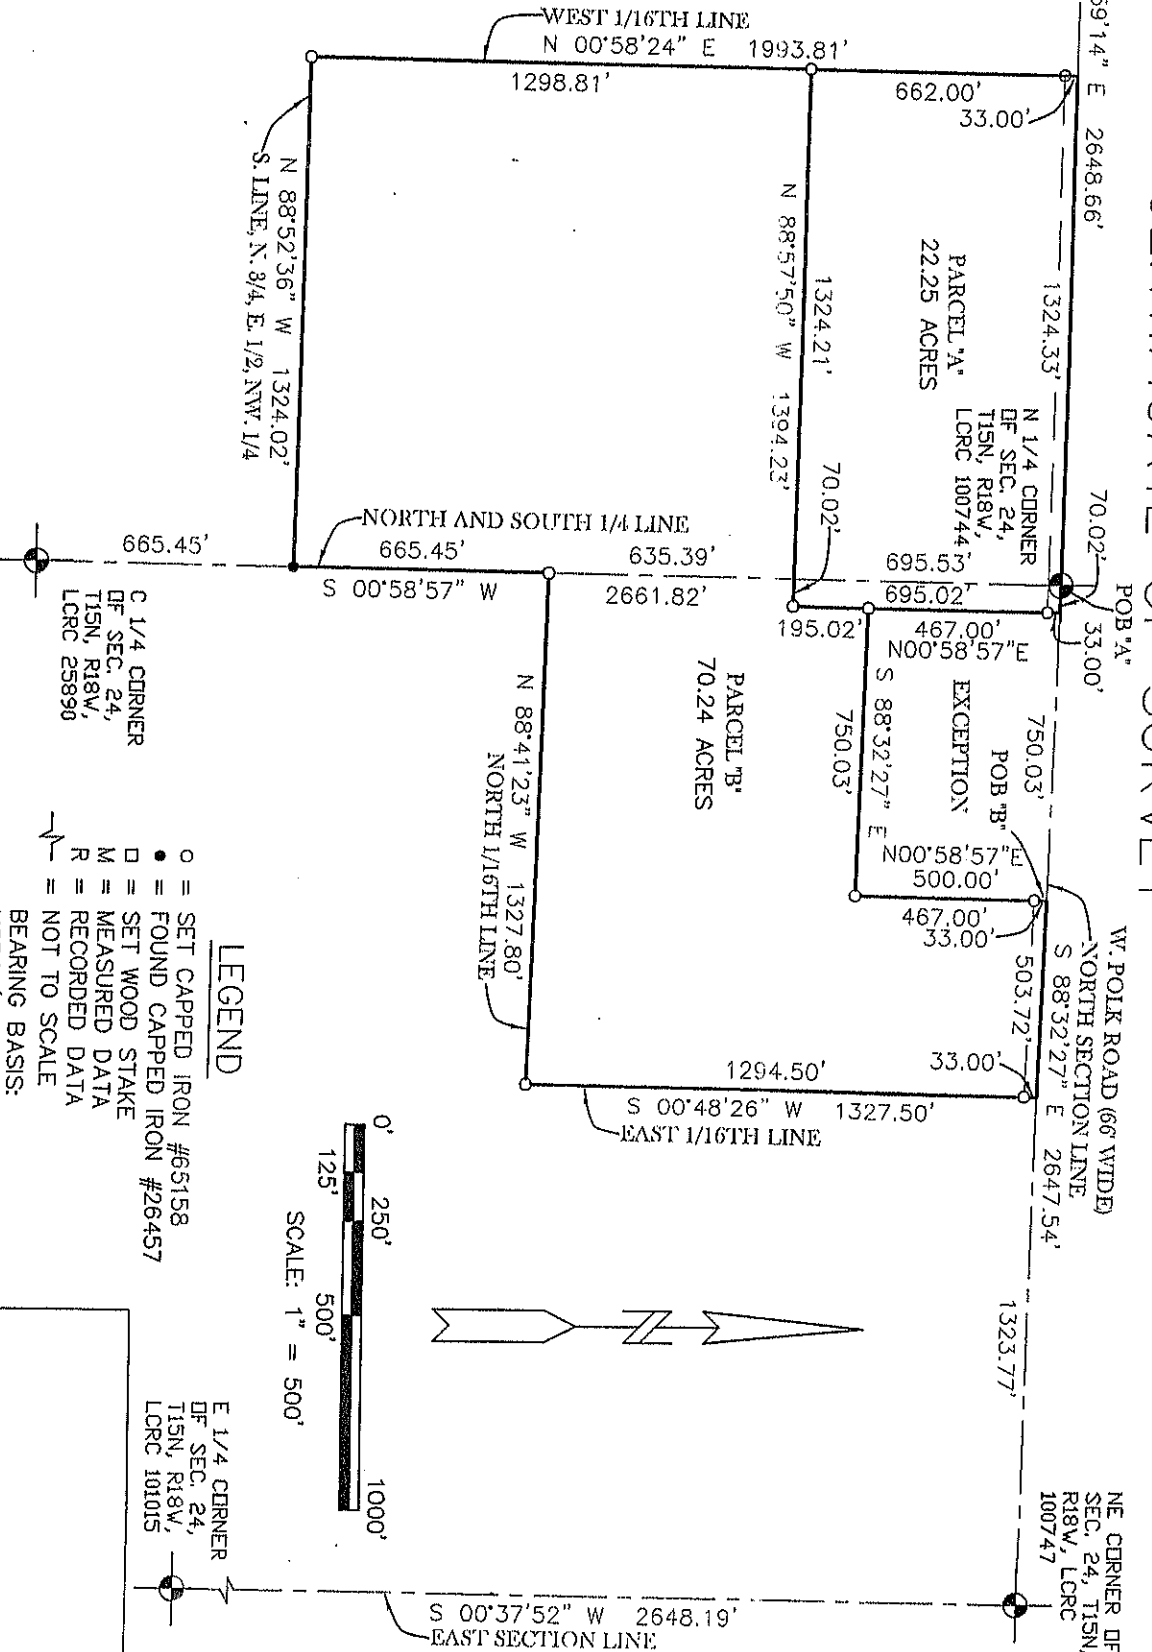 69'14" E 2648.66'
WEST 1/16TH LINE
N 00°58'24" E 1993.81'
1298.81'
662.00'
33.00'
1324.33'
PARCEL "A"
22.25 ACRES
N 1/4 CORNER
OF SEC. 24,
T15N, R18W,
LCRC 100744
1324.21'
N 88°57'50" W 1394.23'
70.02'
N 88°52'36" W 1324.02'
S. LINE, N. 3/4, E. 1/2, NW. 1/4
70.02'
POB "A"
33.00'
NORTH AND SOUTH 1/4 LINE
665.45'
665.45'
635.39'
695.53'
S 00°58'57" W
2661.82'
695.02'
195.02'
467.00'
N00°58'57"E
C 1/4 CORNER
OF SEC. 24,
T15N, R18W,
LCRC 25890
750.03'
EXCEPTION
POB "B"
S 88°32'27" E
750.03'
PARCEL "B"
70.24 ACRES
N00°58'57"E
500.00'
467.00'
33.00'
N 88°41'23" W 1327.80'
NORTH 1/16TH LINE
W. POLK ROAD (66' WIDE)
NORTH SECTION LINE
S 88°32'27" E 2647.54'
503.72'
33.00'
1294.50'
S 00°48'26" W 1327.50'
EAST 1/16TH LINE
1323.77'
NE CORNER OF
SEC. 24, T15N,
R18W, LCRC
100747
LEGEND
○ = SET CAPPED IRON #65158
● = FOUND CAPPED IRON #26457
□ = SET WOOD STAKE
M = MEASURED DATA
R = RECORDED DATA
= NOT TO SCALE
BEARING BASIS:
0' 250' 1000'
125' 500'
SCALE: 1" = 500'
N
E 1/4 CORNER
OF SEC. 24,
T15N, R18W,
LCRC 101015
S 00°37'52" W 2648.19'
EAST SECTION LINE